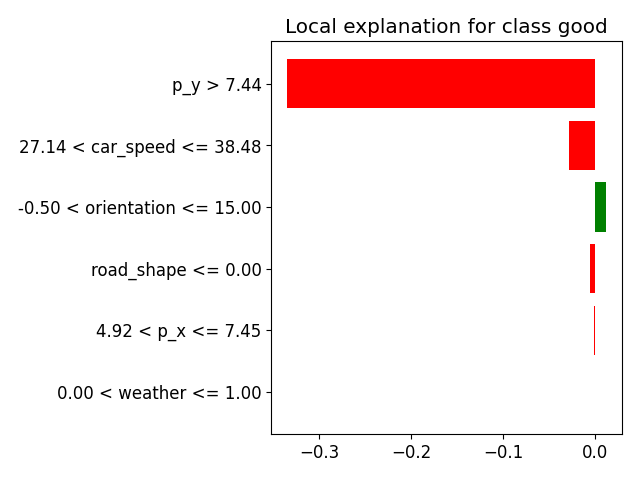 Local explanation for class good
p_y > 7.44
27.14 < car_speed <= 38.48
-0.50 < orientation <= 15.00
road_shape <= 0.00
4.92 < p_x <= 7.45
0.00 < weather <= 1.00
−0.3 −0.2 −0.1 0.0